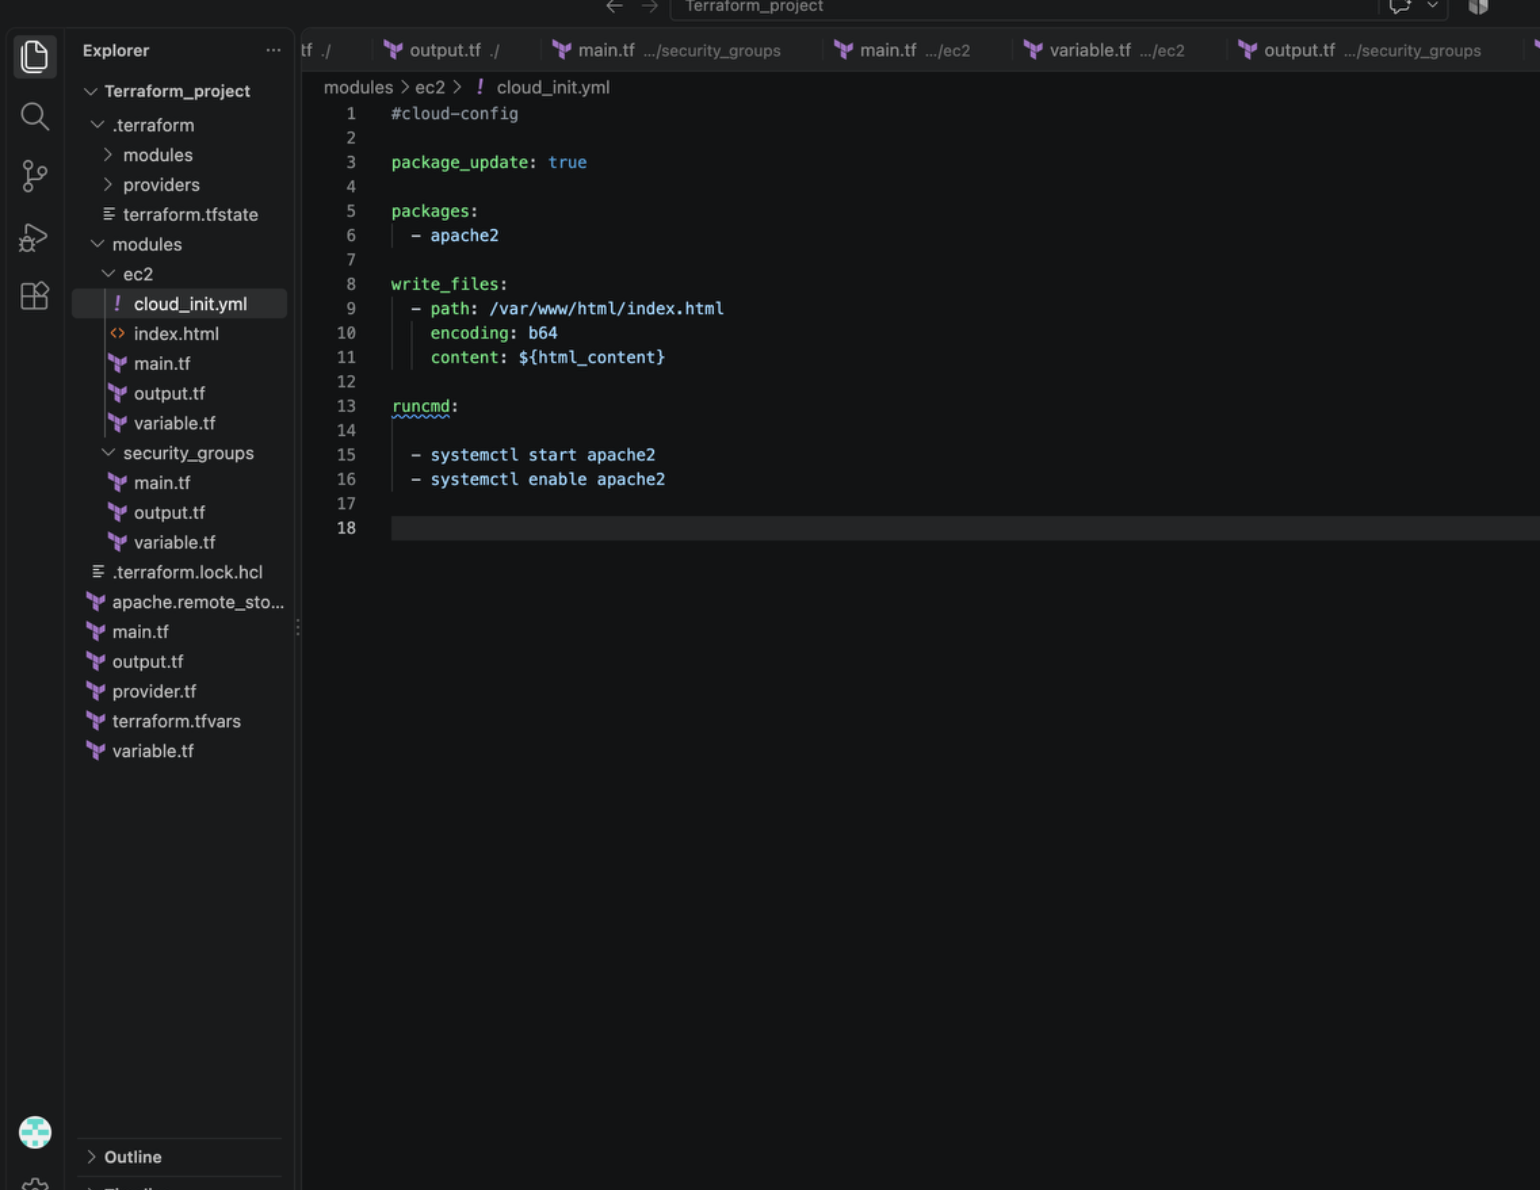 Terraform_project
Explorer
tf ./
output.tf ./
main.tf .../security_groups
main.tf .../ec2
variable.tf .../ec2
output.tf .../security_groups
Terraform_project
.terraform
modules
providers
terraform.tfstate
modules
ec2
cloud_init.yml
index.html
main.tf
output.tf
variable.tf
security_groups
main.tf
output.tf
variable.tf
.terraform.lock.hcl
apache.remote_sto...
main.tf
output.tf
provider.tf
terraform.tfvars
variable.tf
Outline
modules > ec2 > ! cloud_init.yml
1 #cloud-config
2
3 package_update: true
4
5 packages:
6 - apache2
7
8 write_files:
9 - path: /var/www/html/index.html
10 encoding: b64
11 content: ${html_content}
12
13 runcmd:
14
15 - systemctl start apache2
16 - systemctl enable apache2
17
18